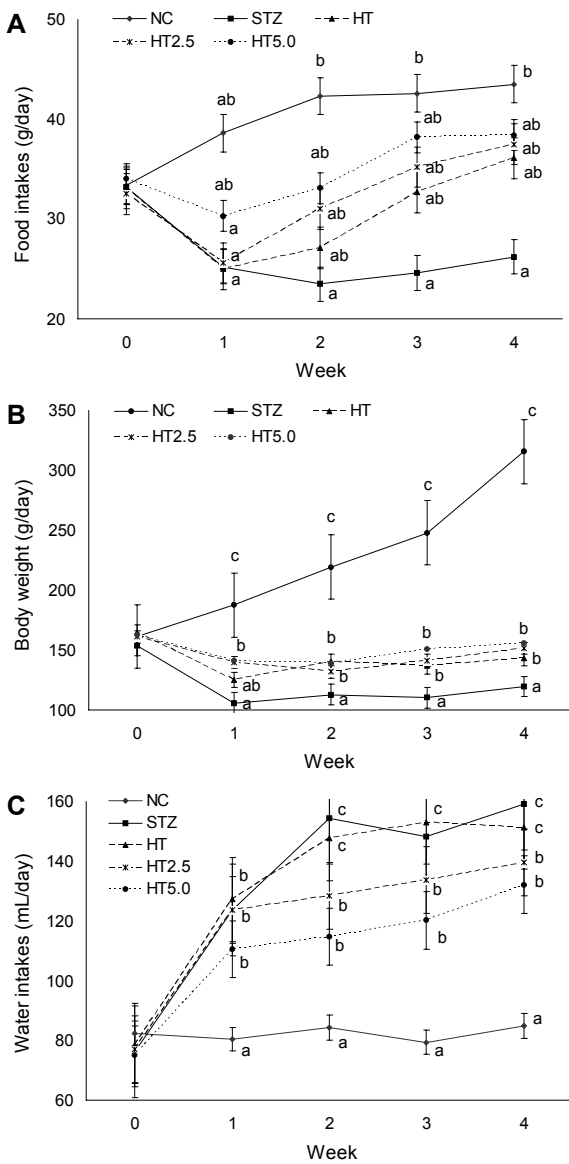 A
NC STZ HT
HT2.5 HT5.0
Food intakes (g/day)
50
40
30
20
ab b b b
ab ab ab ab
a ab ab ab
a ab ab ab
a a a
0 1 2 3 4
Week
B
NC STZ HT
HT2.5 HT5.0
Body weight (g/day)
350
300
250
200
150
100
c c c c
b b b b
ab b b b
a a a a
0 1 2 3 4
Week
C
NC
STZ
HT
HT2.5
HT5.0
Water intakes (mL/day)
160
140
120
100
80
60
b c c c
b c b c
b b b b
b b
a a a a
0 1 2 3 4
Week